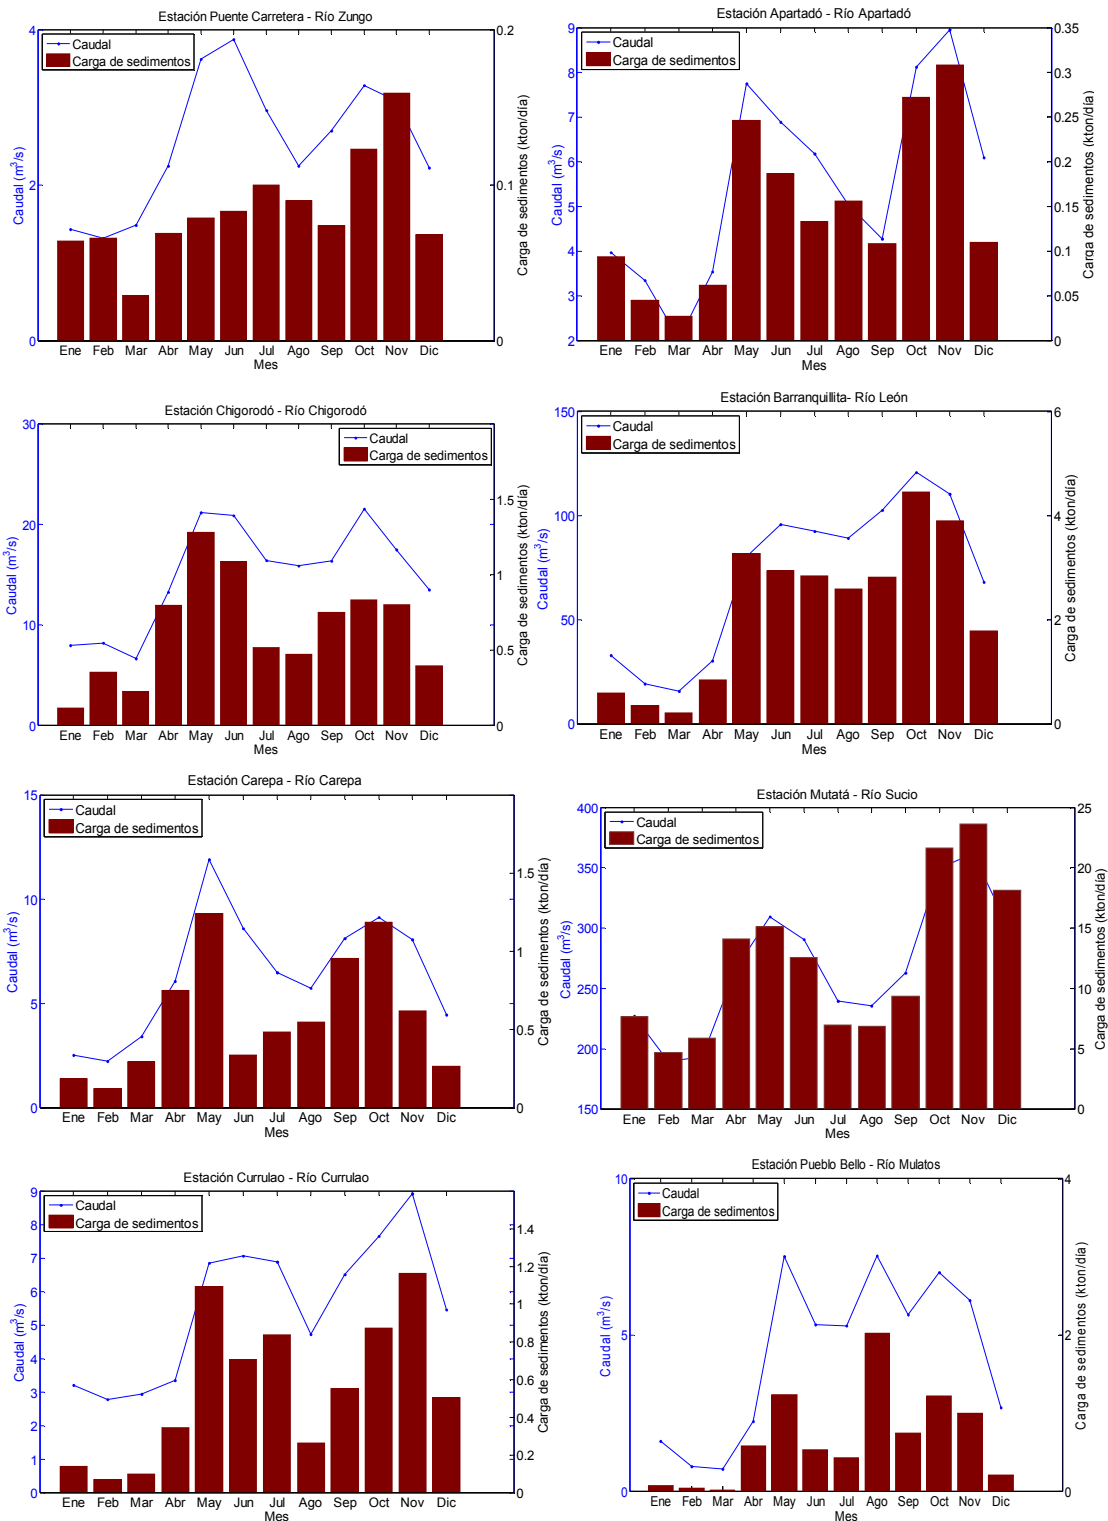 Estación Puente Carretera - Río Zungo
Caudal
Carga de sedimentos
4
2
0
0.2
0.1
0
Caudal (m³/s)
Carga de sedimentos (kton/día)
Ene Feb Mar Abr May Jun Jul Ago Sep Oct Nov Dic
Mes
Estación Apartadó - Río Apartadó
Caudal
Carga de sedimentos
9
8
7
6
5
4
3
2
0.35
0.3
0.25
0.2
0.15
0.1
0.05
0
Caudal (m³/s)
Carga de sedimentos (kton/día)
Ene Feb Mar Abr May Jun Jul Ago Sep Oct Nov Dic
Mes
Estación Chigorodó - Río Chigorodó
Caudal
Carga de sedimentos
30
20
10
0
1.5
1
0.5
0
Caudal (m³/s)
Carga de sedimentos (kton/día)
Ene Feb Mar Abr May Jun Jul Ago Sep Oct Nov Dic
Mes
Estación Barranquillita- Río León
Caudal
Carga de sedimentos
150
100
50
0
6
4
2
0
Caudal (m³/s)
Carga de sedimentos (kton/día)
Ene Feb Mar Abr May Jun Jul Ago Sep Oct Nov Dic
Mes
Estación Carepa - Río Carepa
Caudal
Carga de sedimentos
15
10
5
0
1.5
1
0.5
0
Caudal (m³/s)
Carga de sedimentos (kton/día)
Ene Feb Mar Abr May Jun Jul Ago Sep Oct Nov Dic
Mes
Estación Mutatá - Río Sucio
Caudal
Carga de sedimentos
400
350
300
250
200
150
25
20
15
10
5
0
Caudal (m³/s)
Carga de sedimentos (kton/día)
Ene Feb Mar Abr May Jun Jul Ago Sep Oct Nov Dic
Mes
Estación Currulao - Río Currulao
Caudal
Carga de sedimentos
9
8
7
6
5
4
3
2
1
0
1.4
1.2
1
0.8
0.6
0.4
0.2
0
Caudal (m³/s)
Carga de sedimentos (kton/día)
Ene Feb Mar Abr May Jun Jul Ago Sep Oct Nov Dic
Mes
Estación Pueblo Bello - Río Mulatos
Caudal
Carga de sedimentos
10
5
0
4
2
0
Caudal (m³/s)
Carga de sedimentos (kton/día)
Ene Feb Mar Abr May Jun Jul Ago Sep Oct Nov Dic
Mes